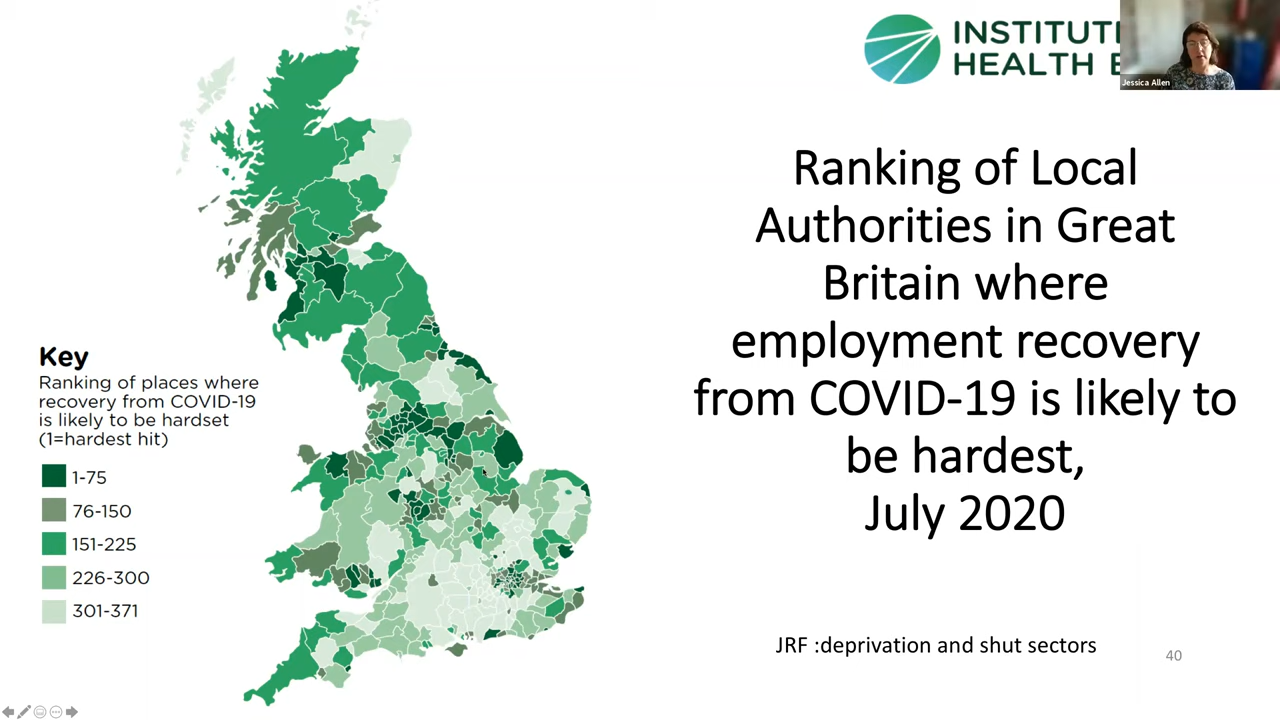 INSTITUTE
HEALTH E
Jessica Allen
Ranking of Local
Authorities in Great
Britain where
employment recovery
from COVID-19 is likely to
be hardest,
July 2020
Key
Ranking of places where
recovery from COVID-19
is likely to be hardset
(1=hardest hit)
1-75
76-150
151-225
226-300
301-371
JRF :deprivation and shut sectors
40